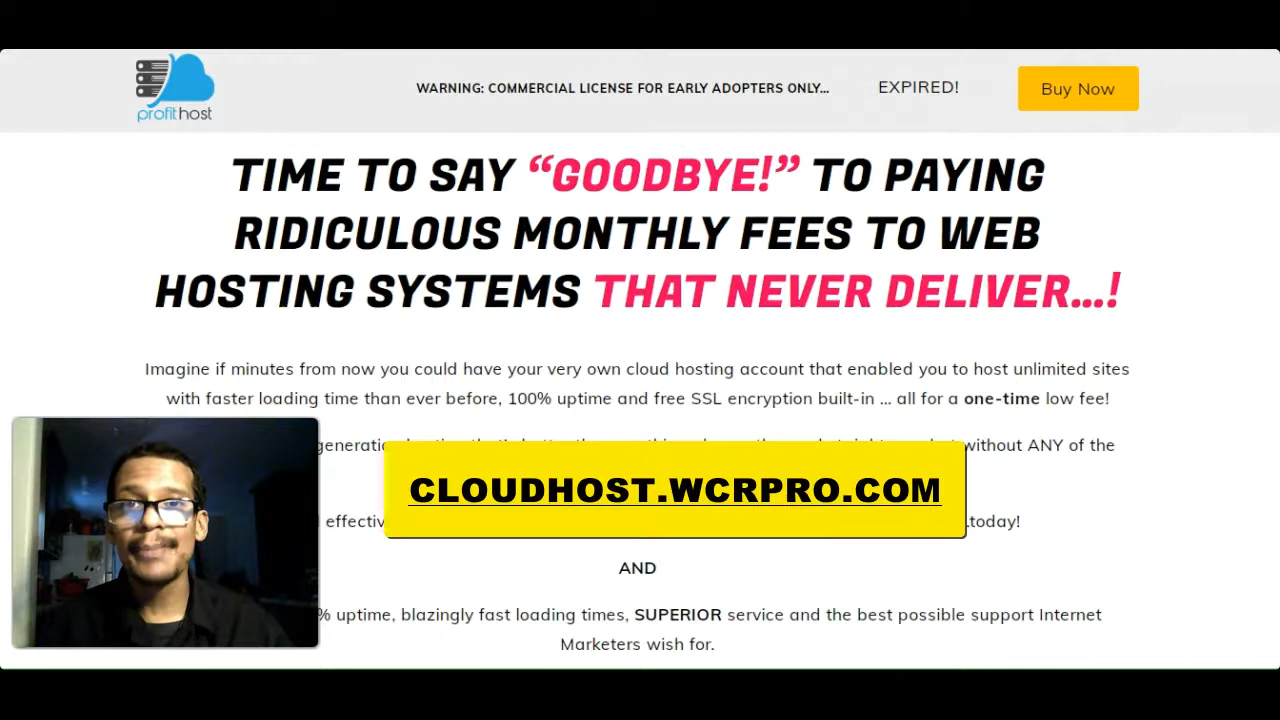 profithost
WARNING: COMMERCIAL LICENSE FOR EARLY ADOPTERS ONLY...
EXPIRED!
Buy Now
TIME TO SAY “GOODBYE!” TO PAYING
RIDICULOUS MONTHLY FEES TO WEB
HOSTING SYSTEMS THAT NEVER DELIVER...!
Imagine if minutes from now you could have your very own cloud hosting account that enabled you to host unlimited sites
with faster loading time than ever before, 100% uptime and free SSL encryption built-in ... all for a one-time low fee!
without ANY of the
CLOUDHOST.WCRPRO.COM
today!
AND
% uptime, blazingly fast loading times, SUPERIOR service and the best possible support Internet
Marketers wish for.